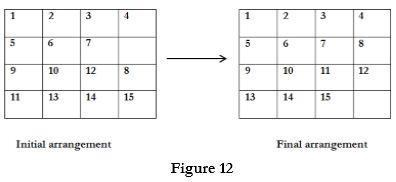 1 2 3 4
5 6 7
9 10 12 8
11 13 14 15
1 2 3 4
5 6 7 8
9 10 11 12
13 14 15
Initial arrangement
Final arrangement
Figure 12